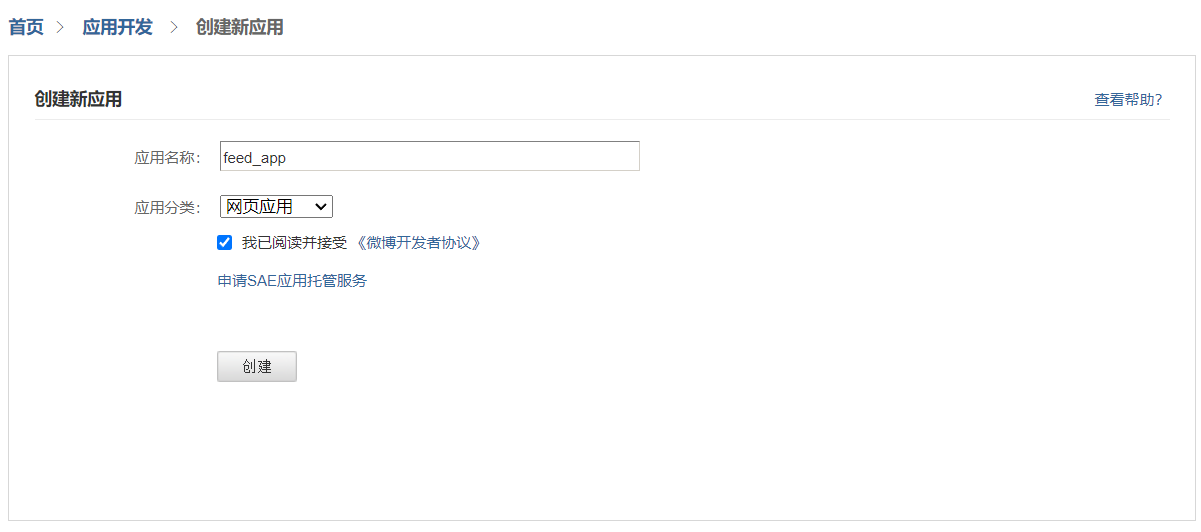 首页 > 应用开发 > 创建新应用
创建新应用 查看帮助?
应用名称: feed_app
应用分类: 网页应用
我已阅读并接受 《微博开发者协议》
申请SAE应用托管服务
创建